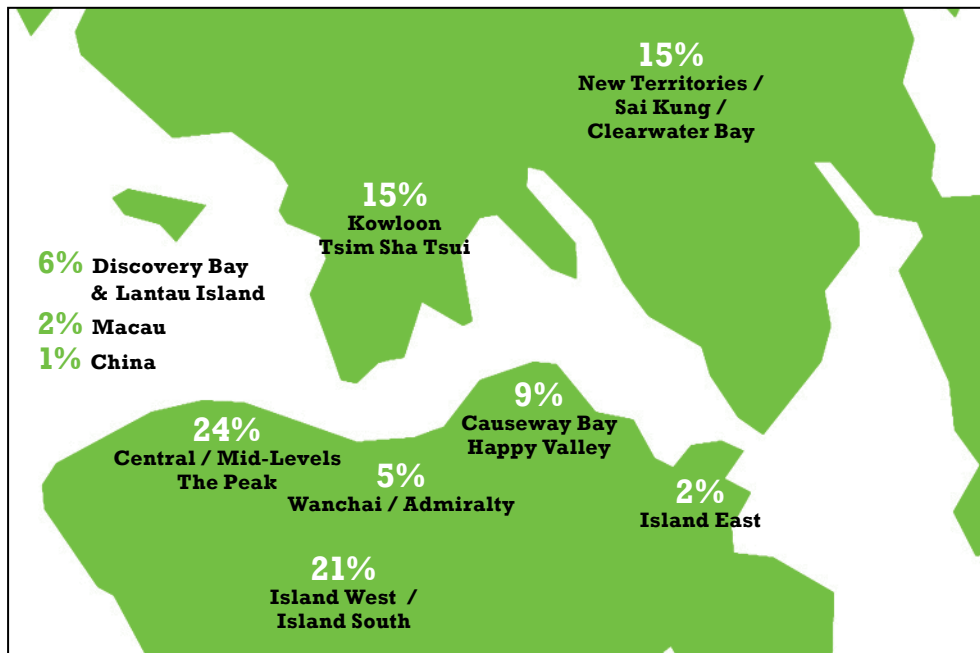 15%
New Territories /
Sai Kung /
Clearwater Bay
15%
Kowloon
Tsim Sha Tsui
6% Discovery Bay
& Lantau Island
2% Macau
1% China
9%
Causeway Bay
Happy Valley
24%
Central / Mid-Levels
The Peak
5%
Wanchai / Admiralty
2%
Island East
21%
Island West /
Island South